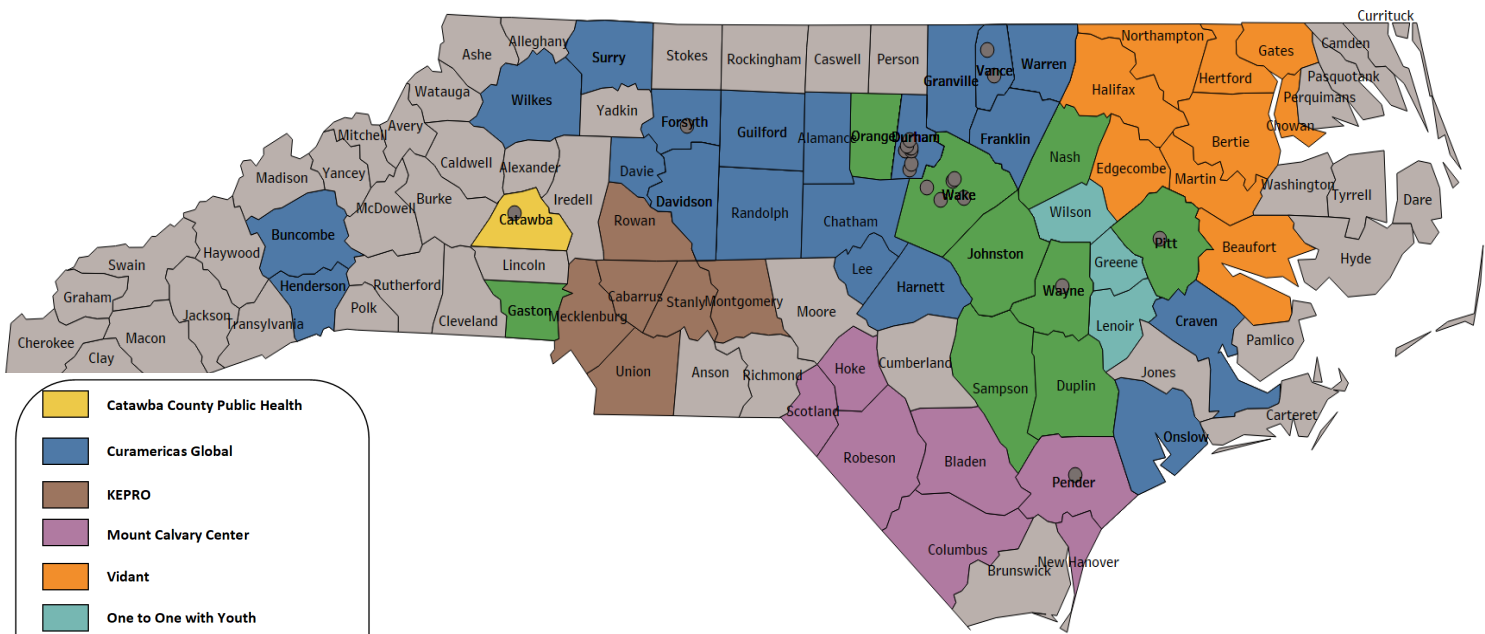 Currituck
Ashe
Alleghany
Surry
Stokes
Rockingham
Caswell
Person
Granville
Vance
Warren
Northampton
Gates
Camden
Hertford
Pasquotank
Halifax
Perquimans
Watauga
Wilkes
Yadkin
Forsyth
Guilford
Alamance
Orange
Durham
Franklin
Nash
Edgecombe
Bertie
Chowan
Martin
Mitchell
Avery
Caldwell
Alexander
Davie
Madison
Yancey
Burke
Iredell
Davidson
Randolph
Chatham
Wake
Wilson
Washington
Tyrrell
Dare
McDowell
Catawba
Rowan
Buncombe
Haywood
Swain
Lincoln
Lee
Johnston
Greene
Pitt
Beaufort
Hyde
Graham
Henderson
Rutherford
Polk
Cleveland
Gaston
Mecklenburg
Cabarrus
Stanly
Montgomery
Moore
Harnett
Wayne
Lenoir
Craven
Pamlico
Jackson
Transylvania
Cherokee
Macon
Clay
Union
Anson
Richmond
Hoke
Cumberland
Sampson
Duplin
Jones
Carteret
Scotland
Robeson
Bladen
Onslow
Pender
Columbus
Brunswick
New Hanover
Catawba County Public Health
Curamericas Global
KEPRO
Mount Calvary Center
Vidant
One to One with Youth